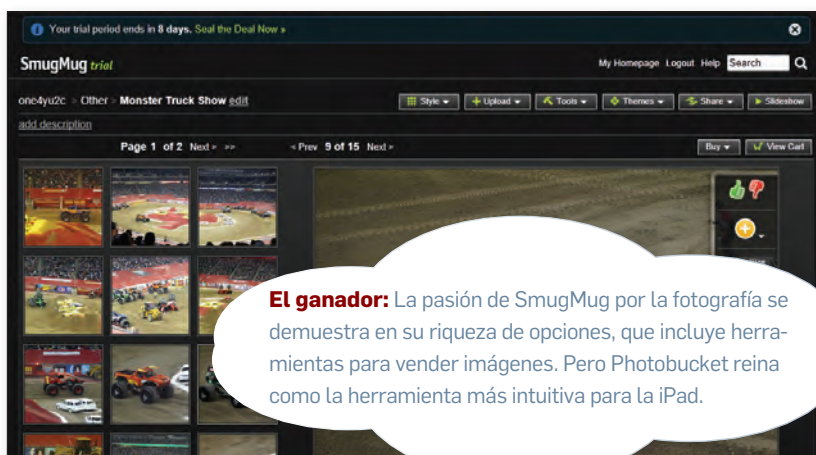 Your trial period ends in 8 days. Seal the Deal Now »
SmugMug trial
My Homepage Logout Help Search
one4yu2c > Other > Monster Truck Show edit
Style Upload Tools Themes Share Slideshow
add description
Page 1 of 2 Next > >> < Prev 9 of 15 Next >
Buy View Cart
El ganador: La pasión de SmugMug por la fotografía se
demuestra en su riqueza de opciones, que incluye herra-
mientas para vender imágenes. Pero Photobucket reina
como la herramienta más intuitiva para la iPad.